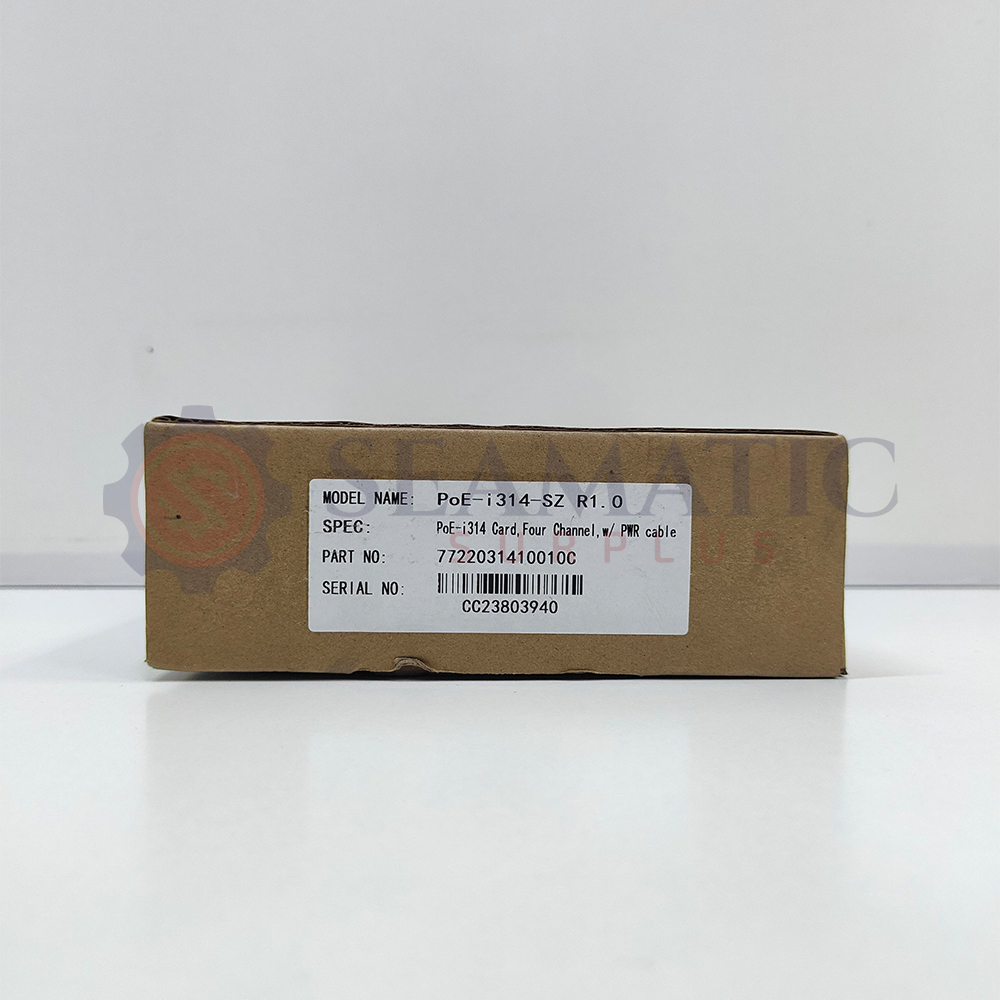 SEAMATIC
SURPLUS
MODEL NAME: PoE-i314-SZ R1.0
SPEC: PoE-i314 Card,Four Channel,w/ PWR cable
PART NO: 7722031410010C
SERIAL NO:
CC23803940